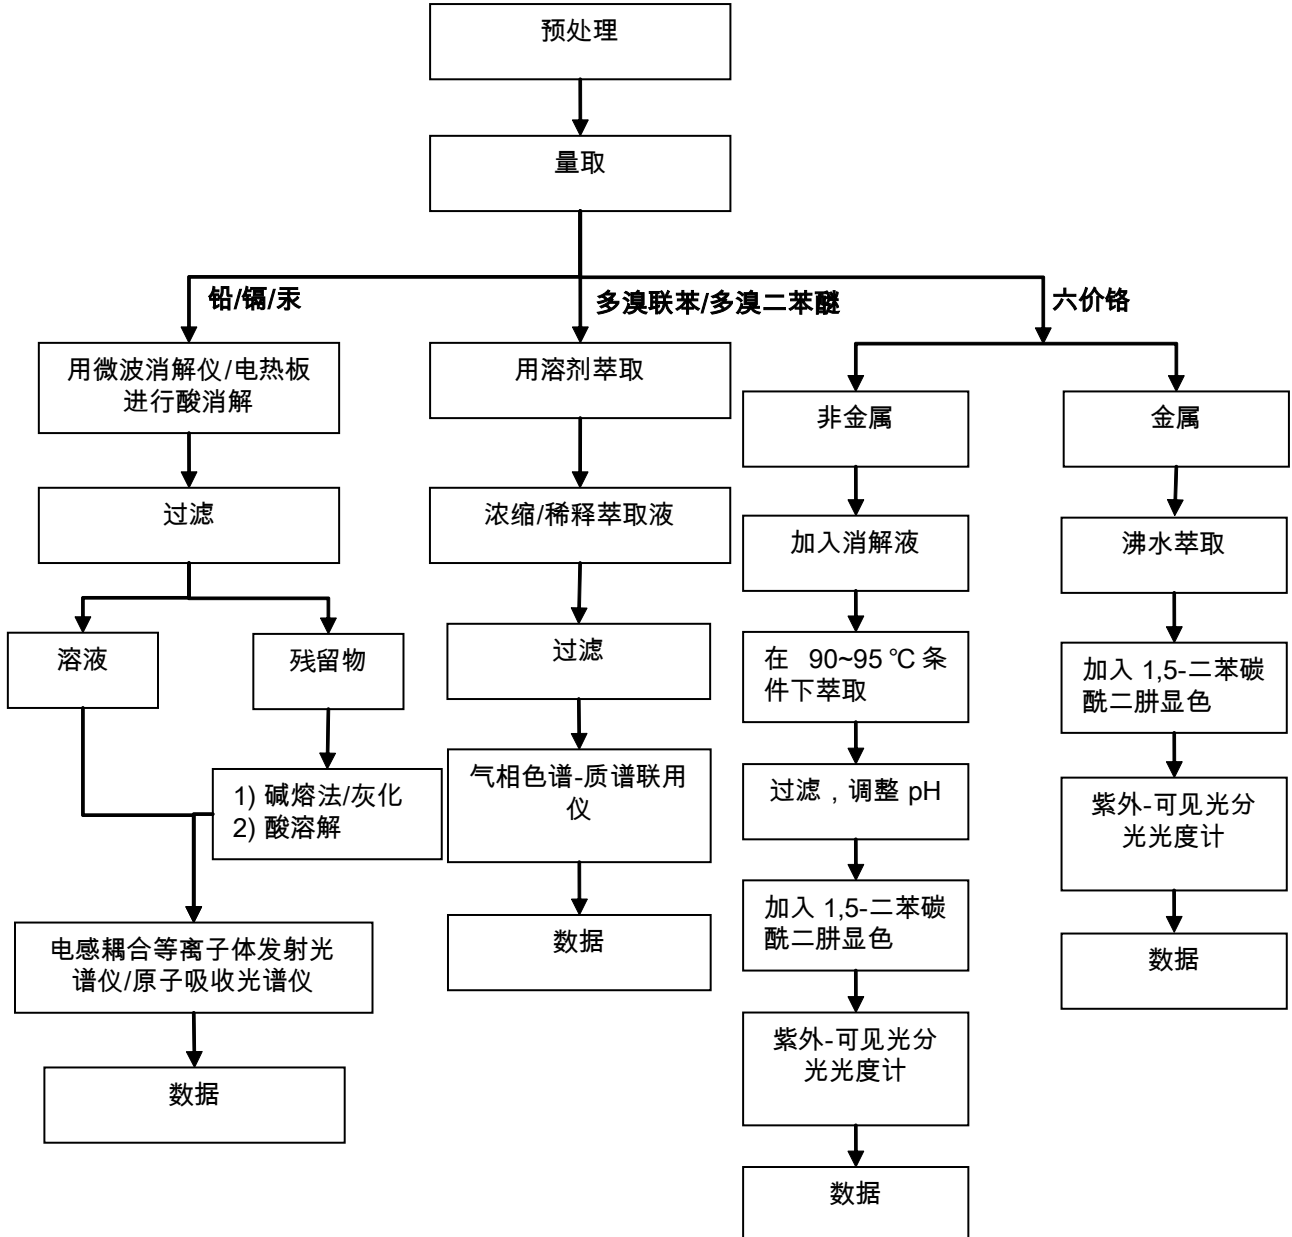 预处理
量取
铅/镉/汞
多溴联苯/多溴二苯醚
六价铬
用微波消解仪/电热板
进行酸消解
过滤
溶液
残留物
1) 碱熔法/灰化
2) 酸溶解
电感耦合等离子体发射光
谱仪/原子吸收光谱仪
数据
用溶剂萃取
浓缩/稀释萃取液
过滤
气相色谱-质谱联用
仪
数据
非金属
加入消解液
在 90~95 ℃ 条
件下萃取
过滤，调整 pH
加入 1,5-二苯碳
酰二肼显色
紫外-可见光分
光光度计
数据
金属
沸水萃取
加入 1,5-二苯碳
酰二肼显色
紫外-可见光分
光光度计
数据